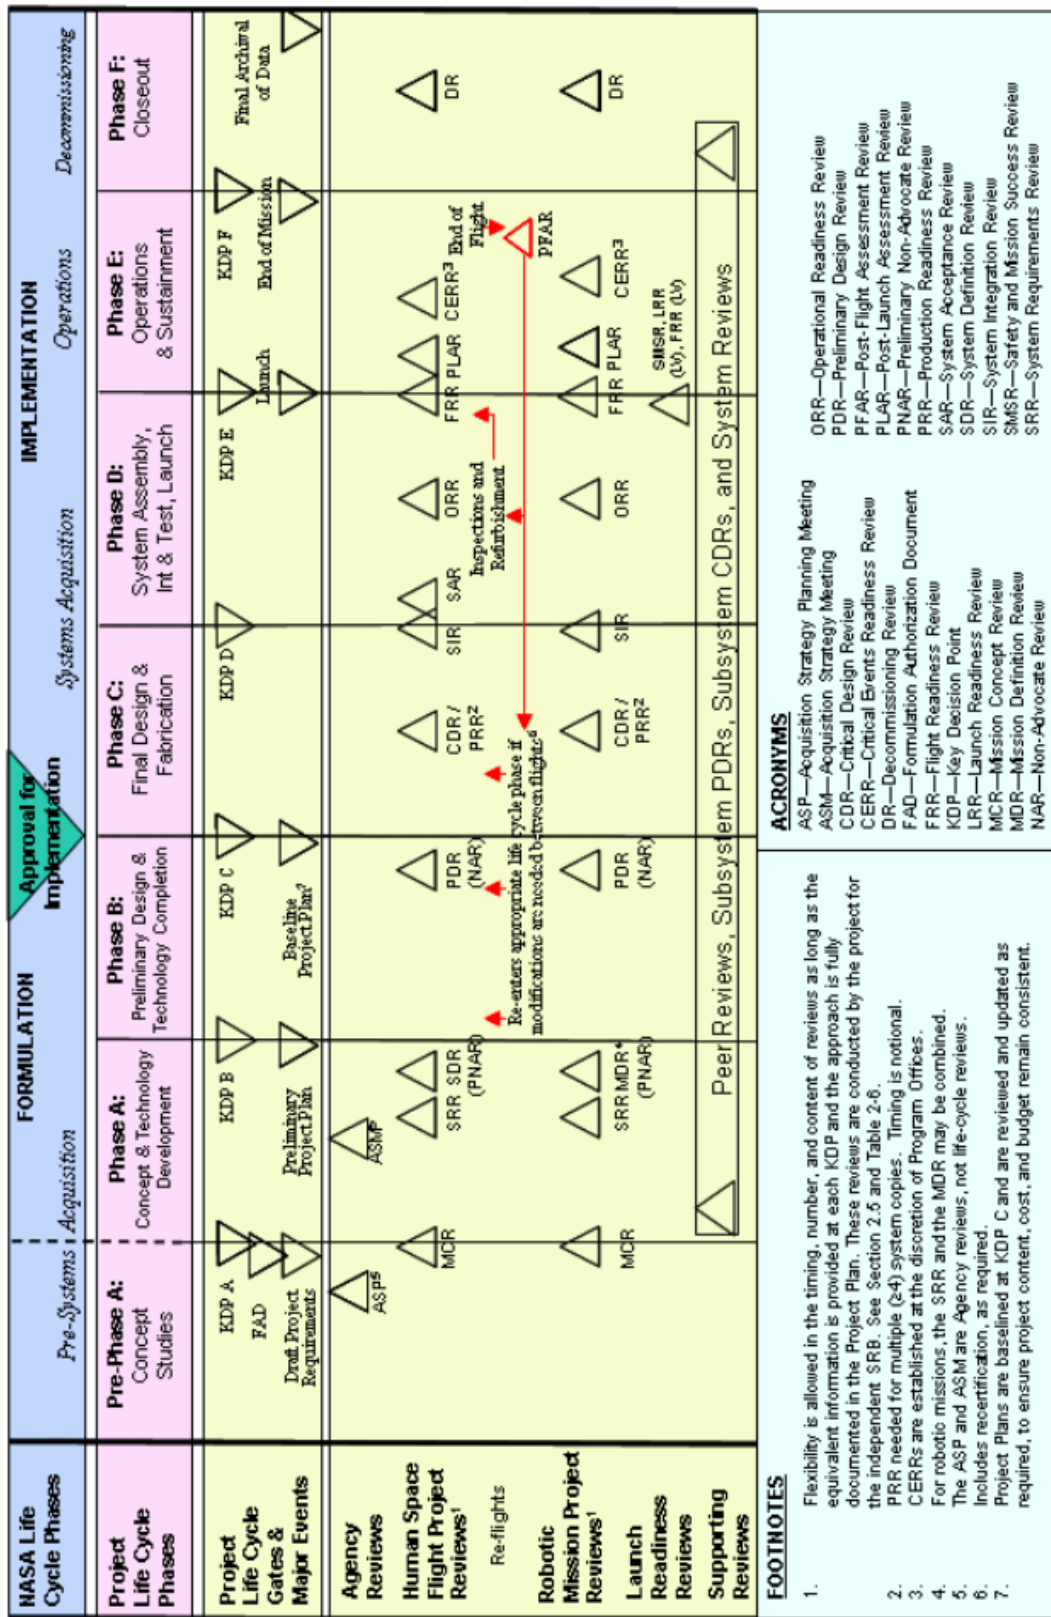 NASA Life
Cycle Phases
FORMULATION
Approval for
Implementation
IMPLEMENTATION
Pre-Systems Acquisition
Systems Acquisition
Operations
Decommissioning
Project
Life Cycle
Phases
Pre-Phase A:
Concept
Studies
Phase A:
Concept & Technology
Development
Phase B:
Preliminary Design &
Technology Completion
Phase C:
Final Design &
Fabrication
Phase D:
System Assembly,
Int & Test, Launch
Phase E:
Operations
& Sustainment
Phase F:
Closeout
Project
Life Cycle
Gates &
Major Events
KDP A
FAD
Draft Project
Requirements
KDP B
Preliminary
Project Plan
KDP C
Baseline
Project Plan7
KDP D
KDP E
Launch
KDP F
End of Mission
Final Archival
of Data
Agency
Reviews
ASP5
ASM5
Human Space
Flight Project
Reviews1
MCR
SRR SDR
(PNAR)
PDR
(NAR)
CDR /
PRR2
SIR
SAR
ORR
FRR PLAR
CERR3
DR
Re-flights
Re-enters appropriate life cycle phase if
modifications are needed between flights6
Inspections and
Refurbishment
End of
Flight
PFAR
Robotic
Mission Project
Reviews1
MCR
SRR MDR4
(PNAR)
PDR
(NAR)
CDR /
PRR2
SIR
ORR
FRR PLAR
CERR3
DR
Launch
Readiness
Reviews
SMSR, LRR
(LV), FRR (LV)
Supporting
Reviews
Peer Reviews, Subsystem PDRs, Subsystem CDRs, and System Reviews
FOOTNOTES
1. Flexibility is allowed in the timing, number, and content of reviews as long as the
equivalent information is provided at each KDP and the approach is fully
documented in the Project Plan. These reviews are conducted by the project for
the independent SRB. See Section 2.5 and Table 2-6.
2. PRR needed for multiple (≥4) system copies. Timing is notional.
3. CERRs are established at the discretion of Program Offices.
4. For robotic missions, the SRR and the MDR may be combined.
5. The ASP and ASM are Agency reviews, not life-cycle reviews.
6. Includes recertification, as required.
7. Project Plans are baselined at KDP C and are reviewed and updated as
required, to ensure project content, cost, and budget remain consistent.
ACRONYMS
ASP—Acquisition Strategy Planning Meeting
ASM—Acquisition Strategy Meeting
CDR—Critical Design Review
CERR—Critical Events Readiness Review
DR—Decommissioning Review
FAD—Formulation Authorization Document
FRR—Flight Readiness Review
KDP—Key Decision Point
LRR—Launch Readiness Review
MCR—Mission Concept Review
MDR—Mission Definition Review
NAR—Non-Advocate Review
ORR—Operational Readiness Review
PDR—Preliminary Design Review
PFAR—Post-Flight Assessment Review
PLAR—Post-Launch Assessment Review
PNAR—Preliminary Non-Advocate Review
PRR—Production Readiness Review
SAR—System Acceptance Review
SDR—System Definition Review
SIR—System Integration Review
SMSR—Safety and Mission Success Review
SRR—System Requirements Review